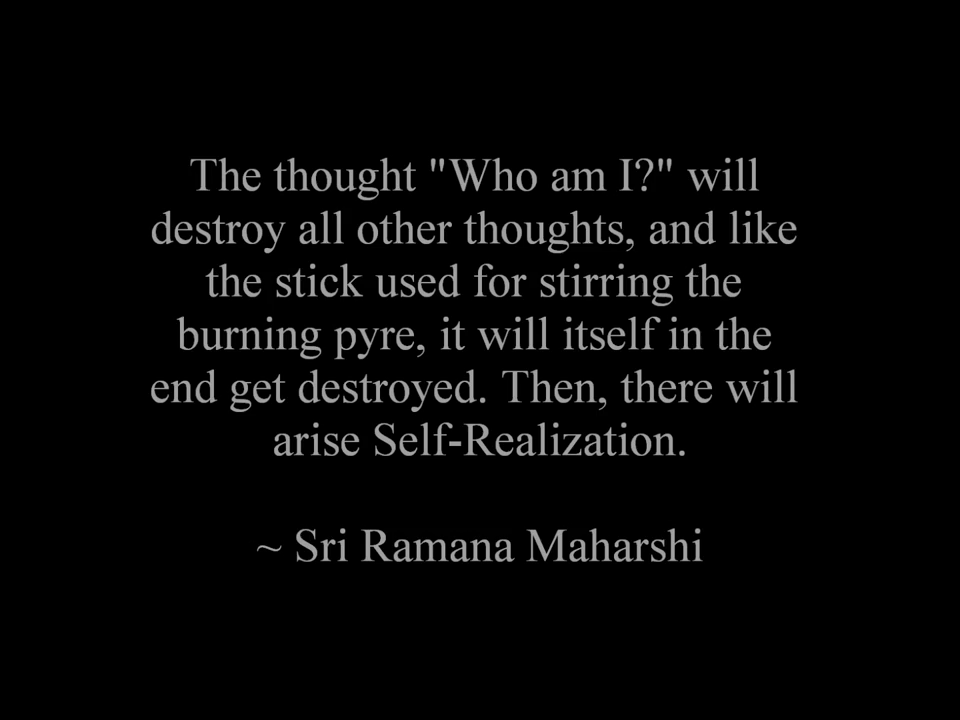 The thought "Who am I?" will
destroy all other thoughts, and like
the stick used for stirring the
burning pyre, it will itself in the
end get destroyed. Then, there will
arise Self-Realization.
~ Sri Ramana Maharshi